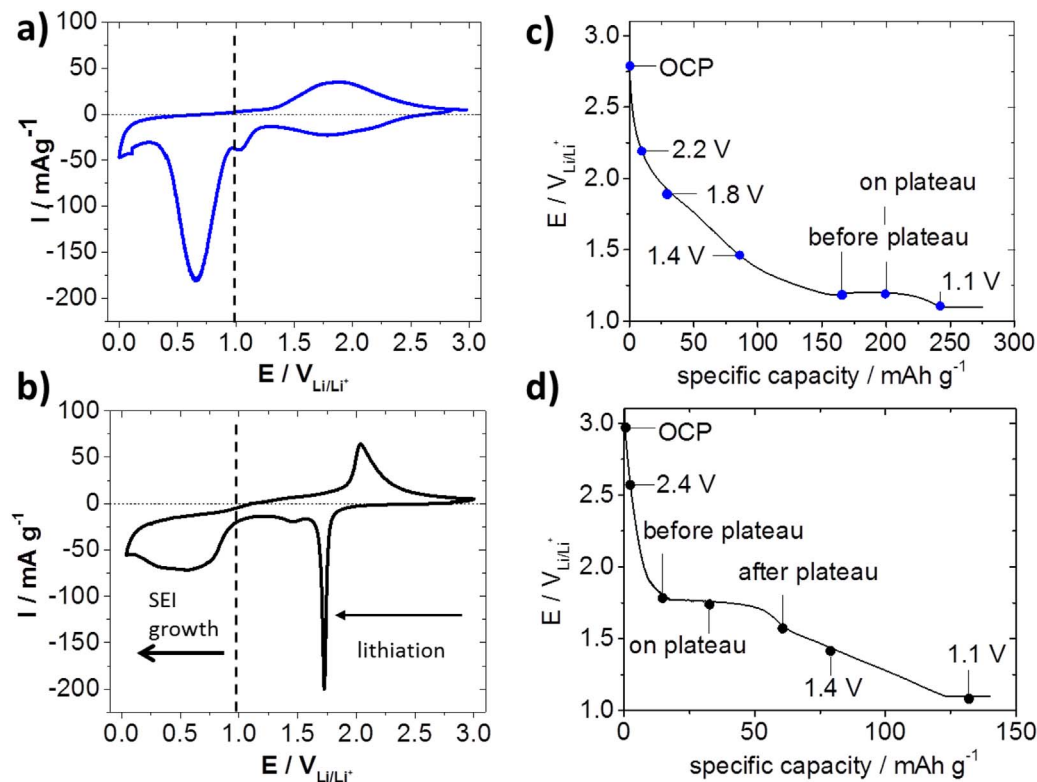 a)
I / mAg⁻¹
100
50
0
-50
-100
-150
-200
0.0 0.5 1.0 1.5 2.0 2.5 3.0
E / V Li/Li⁺
b)
I / mA g⁻¹
100
50
0
-50
-100
-150
-200
SEI
growth
lithiation
0.0 0.5 1.0 1.5 2.0 2.5 3.0
E / V Li/Li⁺
c)
E / V Li/Li⁺
3.0
2.5
2.0
1.5
1.0
OCP
2.2 V
1.8 V
on plateau
before plateau
1.4 V
1.1 V
0 50 100 150 200 250 300
specific capacity / mAh g⁻¹
d)
E / V Li/Li⁺
3.0
2.5
2.0
1.5
1.0
OCP
2.4 V
before plateau
after plateau
on plateau
1.4 V
1.1 V
0 50 100 150
specific capacity / mAh g⁻¹